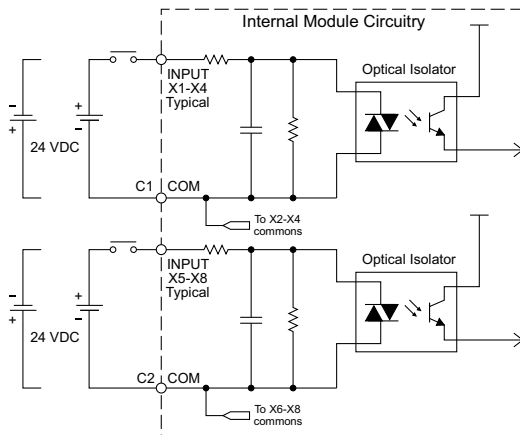 Internal Module Circuitry
INPUT
X1-X4
Typical
Optical Isolator
-
+
+
-
24 VDC
C1
COM
To X2-X4
commons
INPUT
X5-X8
Typical
Optical Isolator
-
+
+
-
24 VDC
C2
COM
To X6-X8
commons